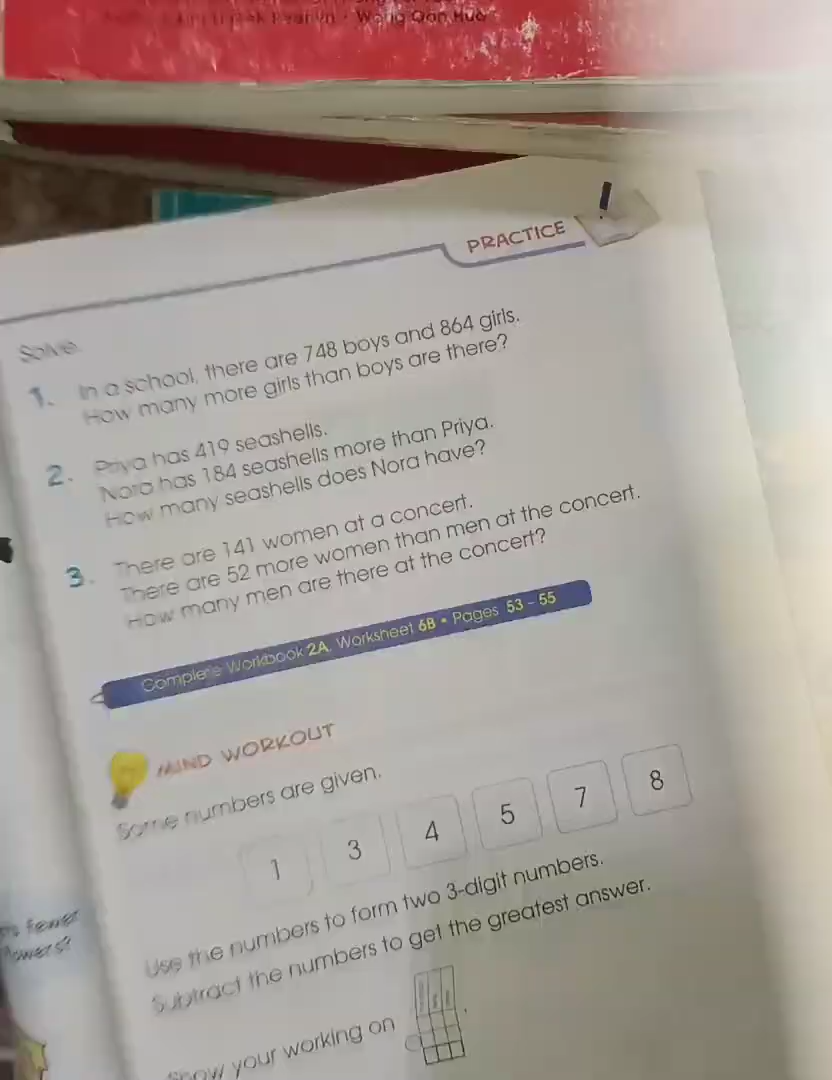 Wong Oon Hua
PRACTICE
Solve.
1. In a school, there are 748 boys and 864 girls.
How many more girls than boys are there?
2. Priya has 419 seashells.
Nora has 184 seashells more than Priya.
How many seashells does Nora have?
3. There are 141 women at a concert.
There are 52 more women than men at the concert.
How many men are there at the concert?
Complete Workbook 2A, Worksheet 6B • Pages 53 – 55
MIND WORKOUT
Some numbers are given.
1 3 4 5 7 8
Use the numbers to form two 3-digit numbers.
Subtract the numbers to get the greatest answer.
Show your working on .
fewer
flowers?